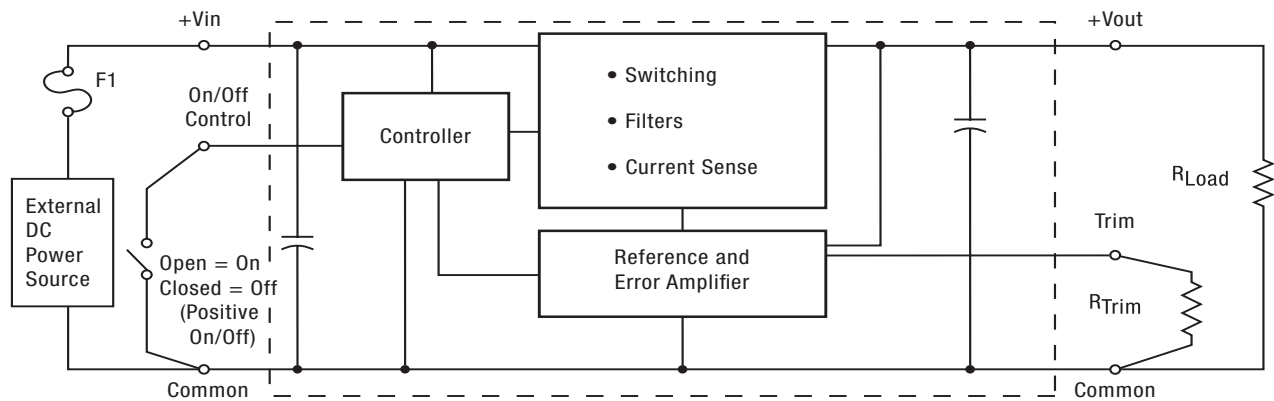 +Vin
+Vout
F1
On/Off
Control
Controller
• Switching
• Filters
• Current Sense
RLoad
External
DC
Power
Source
Open = On
Closed = Off
(Positive
On/Off)
Reference and
Error Amplifier
Trim
RTrim
Common
Common